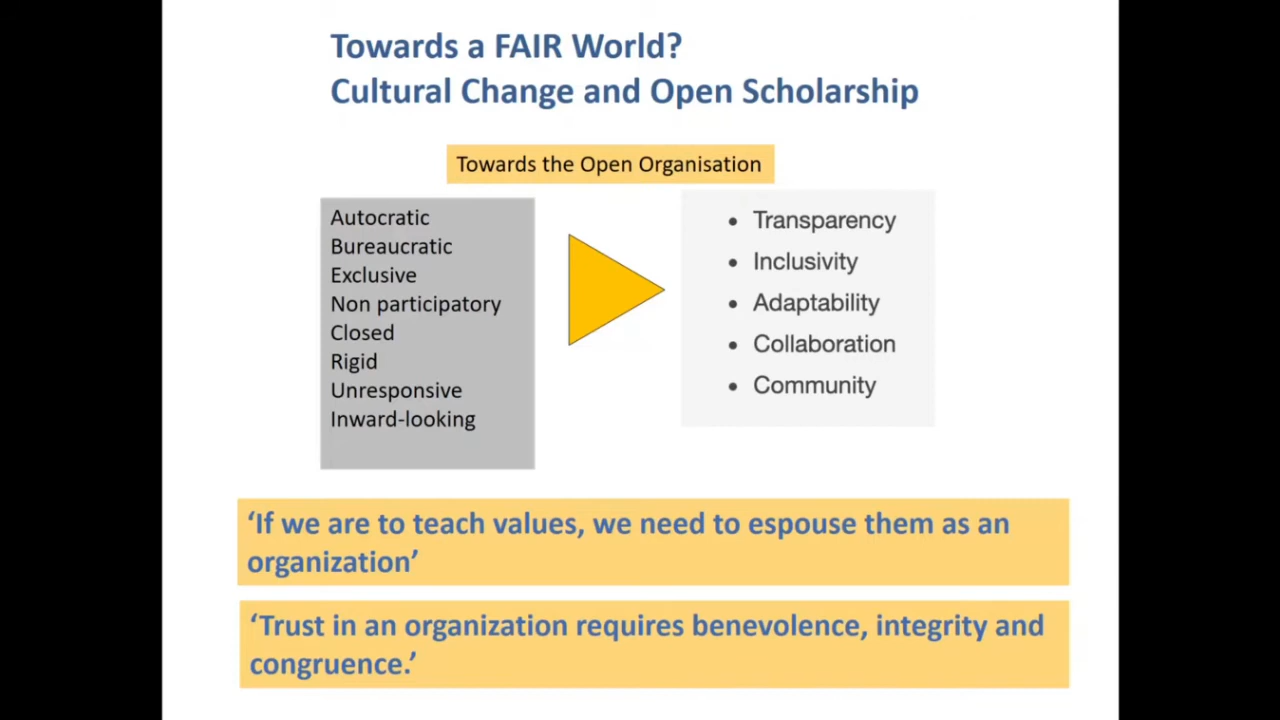 Towards a FAIR World?
Cultural Change and Open Scholarship
Towards the Open Organisation
Autocratic
Bureaucratic
Exclusive
Non participatory
Closed
Rigid
Unresponsive
Inward-looking
• Transparency
• Inclusivity
• Adaptability
• Collaboration
• Community
‘If we are to teach values, we need to espouse them as an
organization’
‘Trust in an organization requires benevolence, integrity and
congruence.’